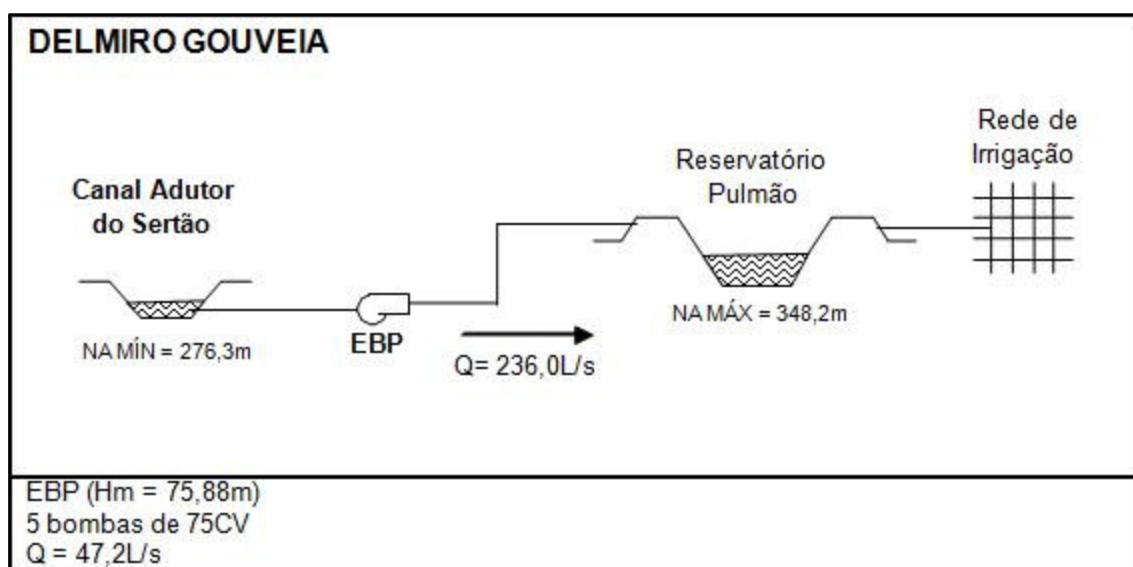 DELMIRO GOUVEIA
Canal Adutor
do Sertão
NA MÍN = 276,3m
EBP
Q= 236,0L/s
Reservatório
Pulmão
NA MÁX = 348,2m
Rede de
Irrigação
EBP (Hm = 75,88m)
5 bombas de 75CV
Q = 47,2L/s